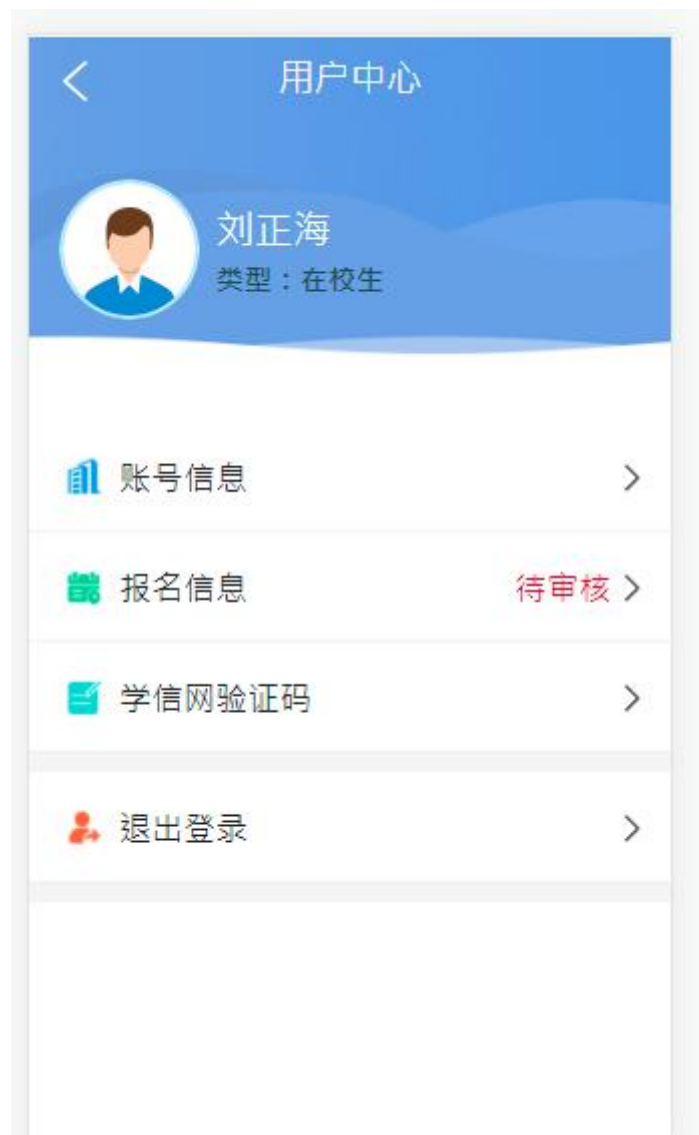 用户中心
刘正海
类型：在校生
账号信息
报名信息 待审核
学信网验证码
退出登录